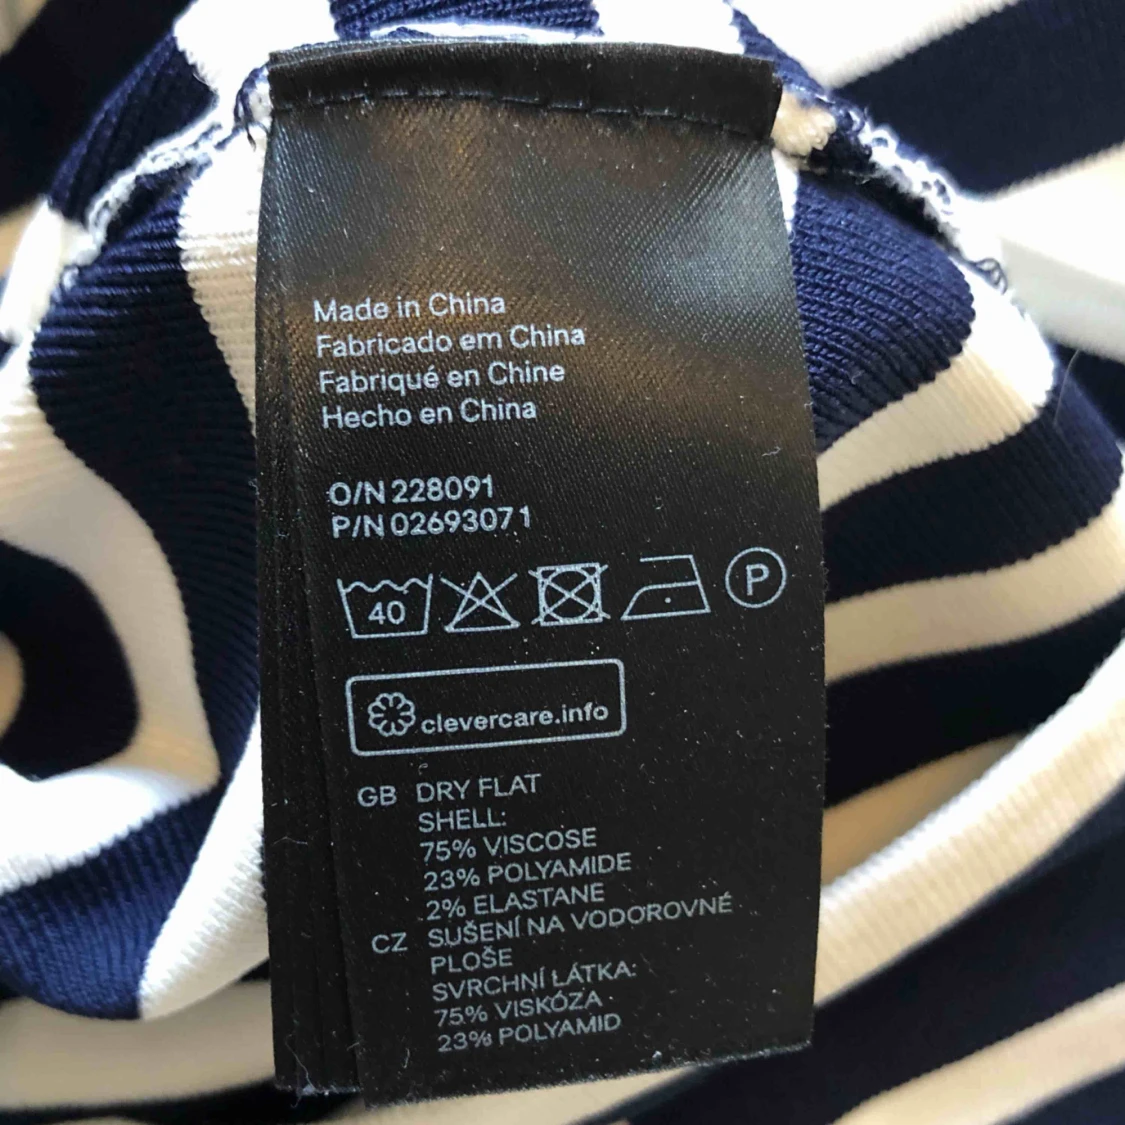 Made in China
Fabricado em China
Fabriqué en Chine
Hecho en China
O/N 228091
P/N 02693071
40 P
clevercare.info
GB DRY FLAT
SHELL:
75% VISCOSE
23% POLYAMIDE
2% ELASTANE
CZ SUŠENÍ NA VODOROVNÉ
PLOŠE
SVRCHNÍ LÁTKA:
75% VISKÓZA
23% POLYAMID